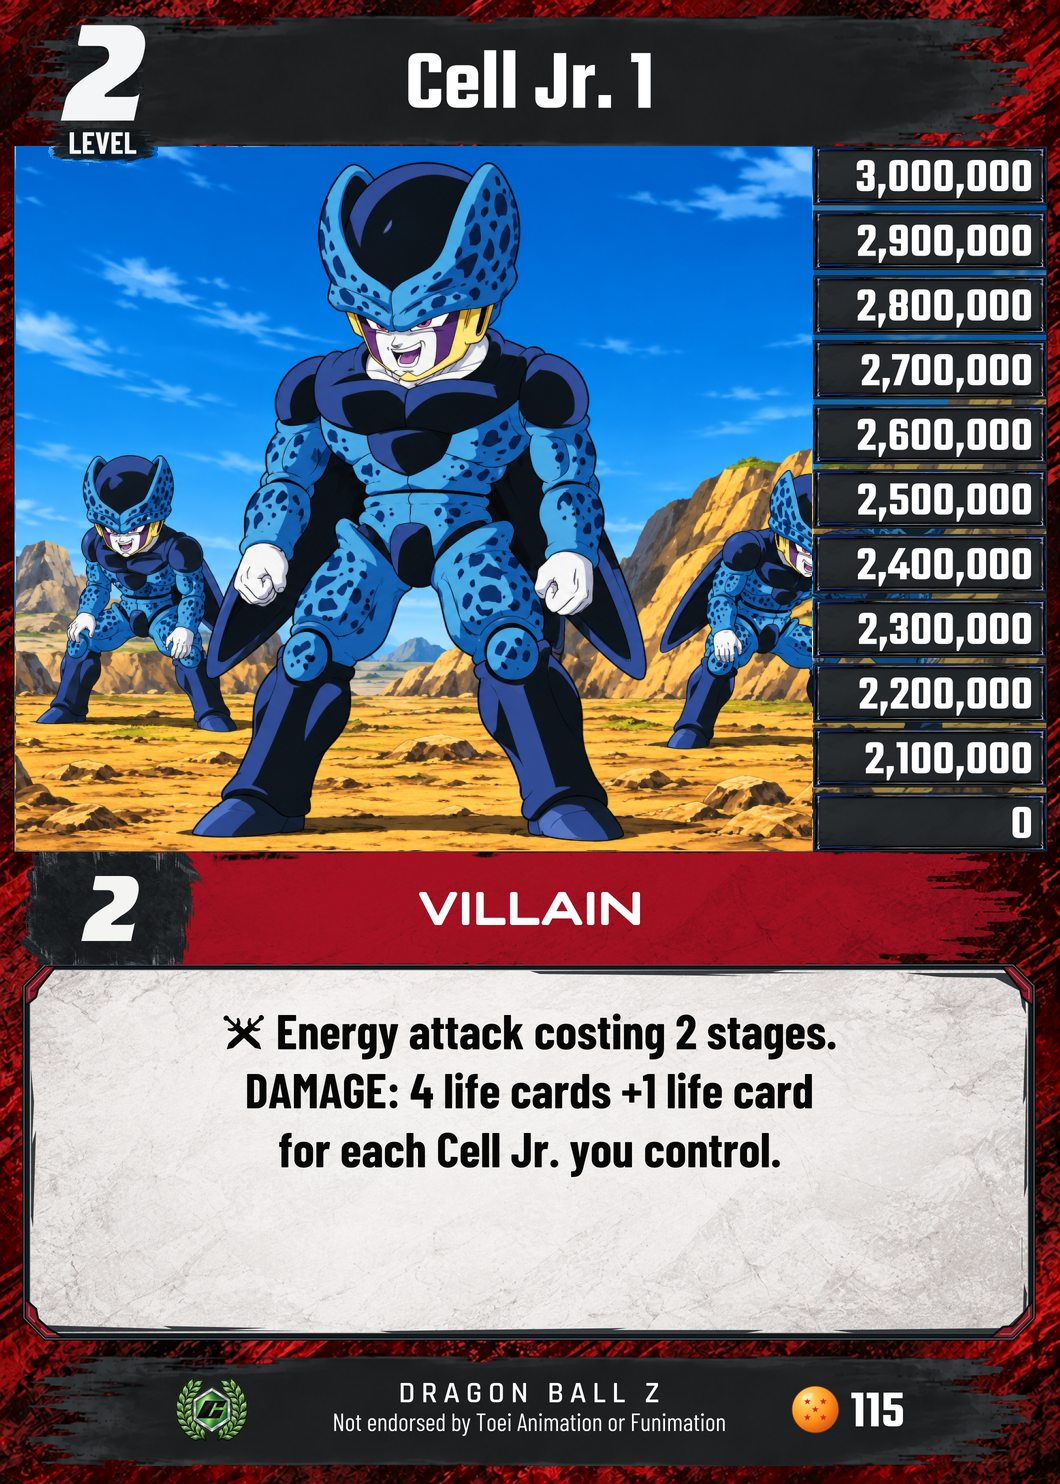 2
LEVEL
Cell Jr. 1
3,000,000
2,900,000
2,800,000
2,700,000
2,600,000
2,500,000
2,400,000
2,300,000
2,200,000
2,100,000
0
2
VILLAIN
Energy attack costing 2 stages.
DAMAGE: 4 life cards +1 life card
for each Cell Jr. you control.
DRAGON BALL Z
Not endorsed by Toei Animation or Funimation
115